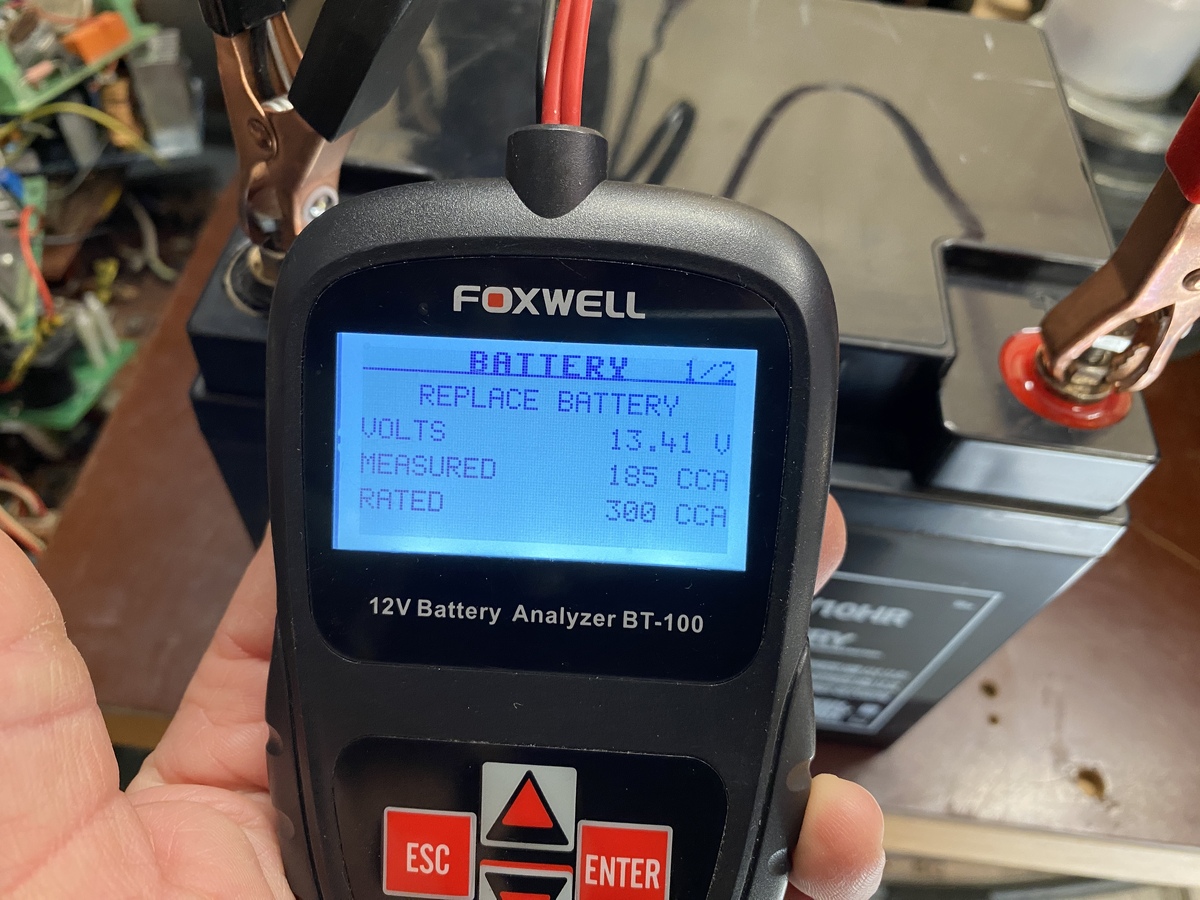 FOXWELL
BATTERY 1/2
REPLACE BATTERY
VOLTS 13.41 V
MEASURED 185 CCA
RATED 300 CCA
12V Battery Analyzer BT-100
ESC
ENTER
/10HR